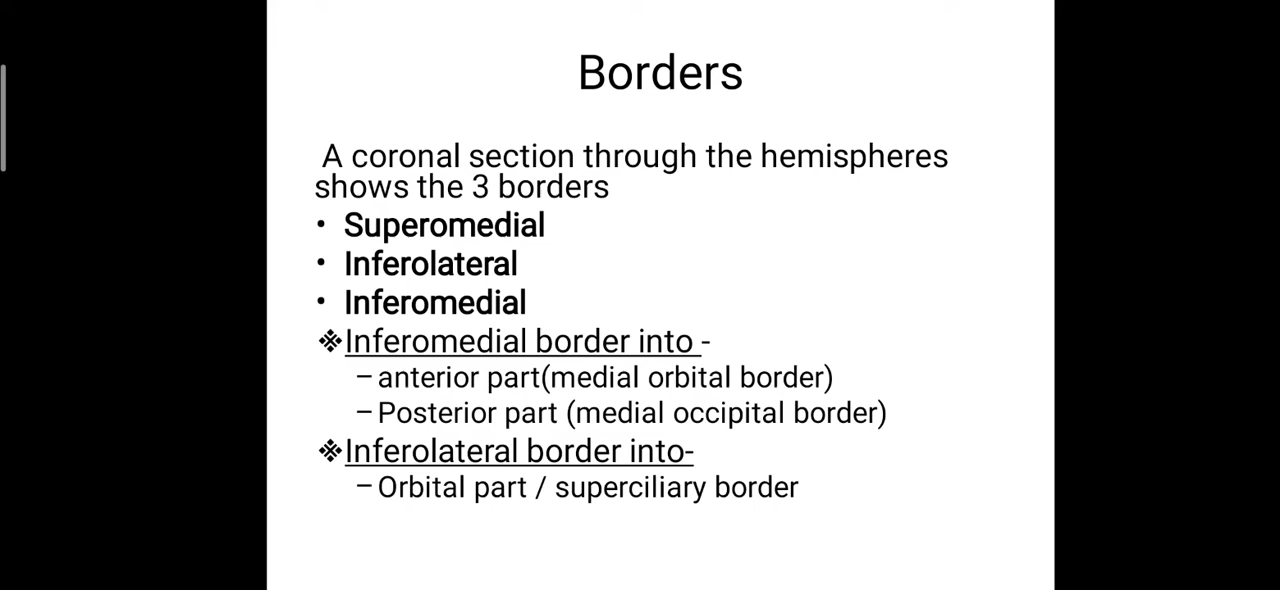 Borders
A coronal section through the hemispheres
shows the 3 borders
• Superomedial
• Inferolateral
• Inferomedial
❖Inferomedial border into -
– anterior part(medial orbital border)
– Posterior part (medial occipital border)
❖Inferolateral border into-
– Orbital part / superciliary border